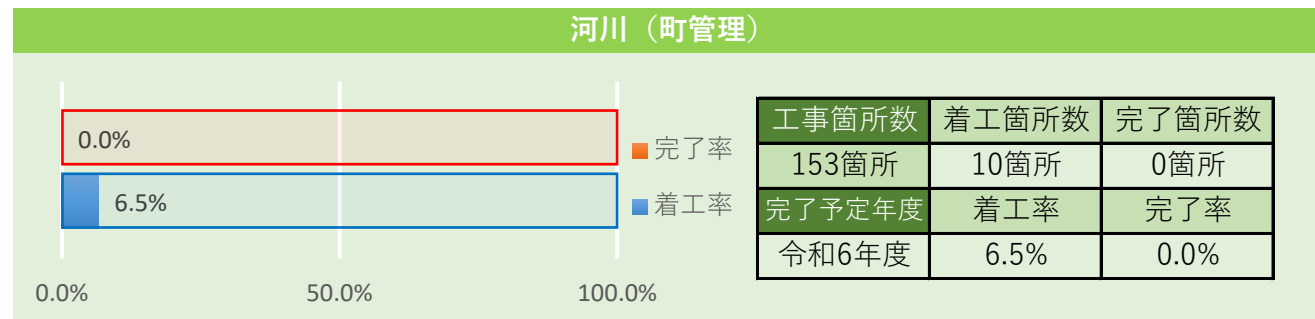 河川（町管理）
0.0%
完了率
6.5%
着工率
0.0% 50.0% 100.0%
工事箇所数 着工箇所数 完了箇所数
153箇所 10箇所 0箇所
完了予定年度 着工率 完了率
令和6年度 6.5% 0.0%